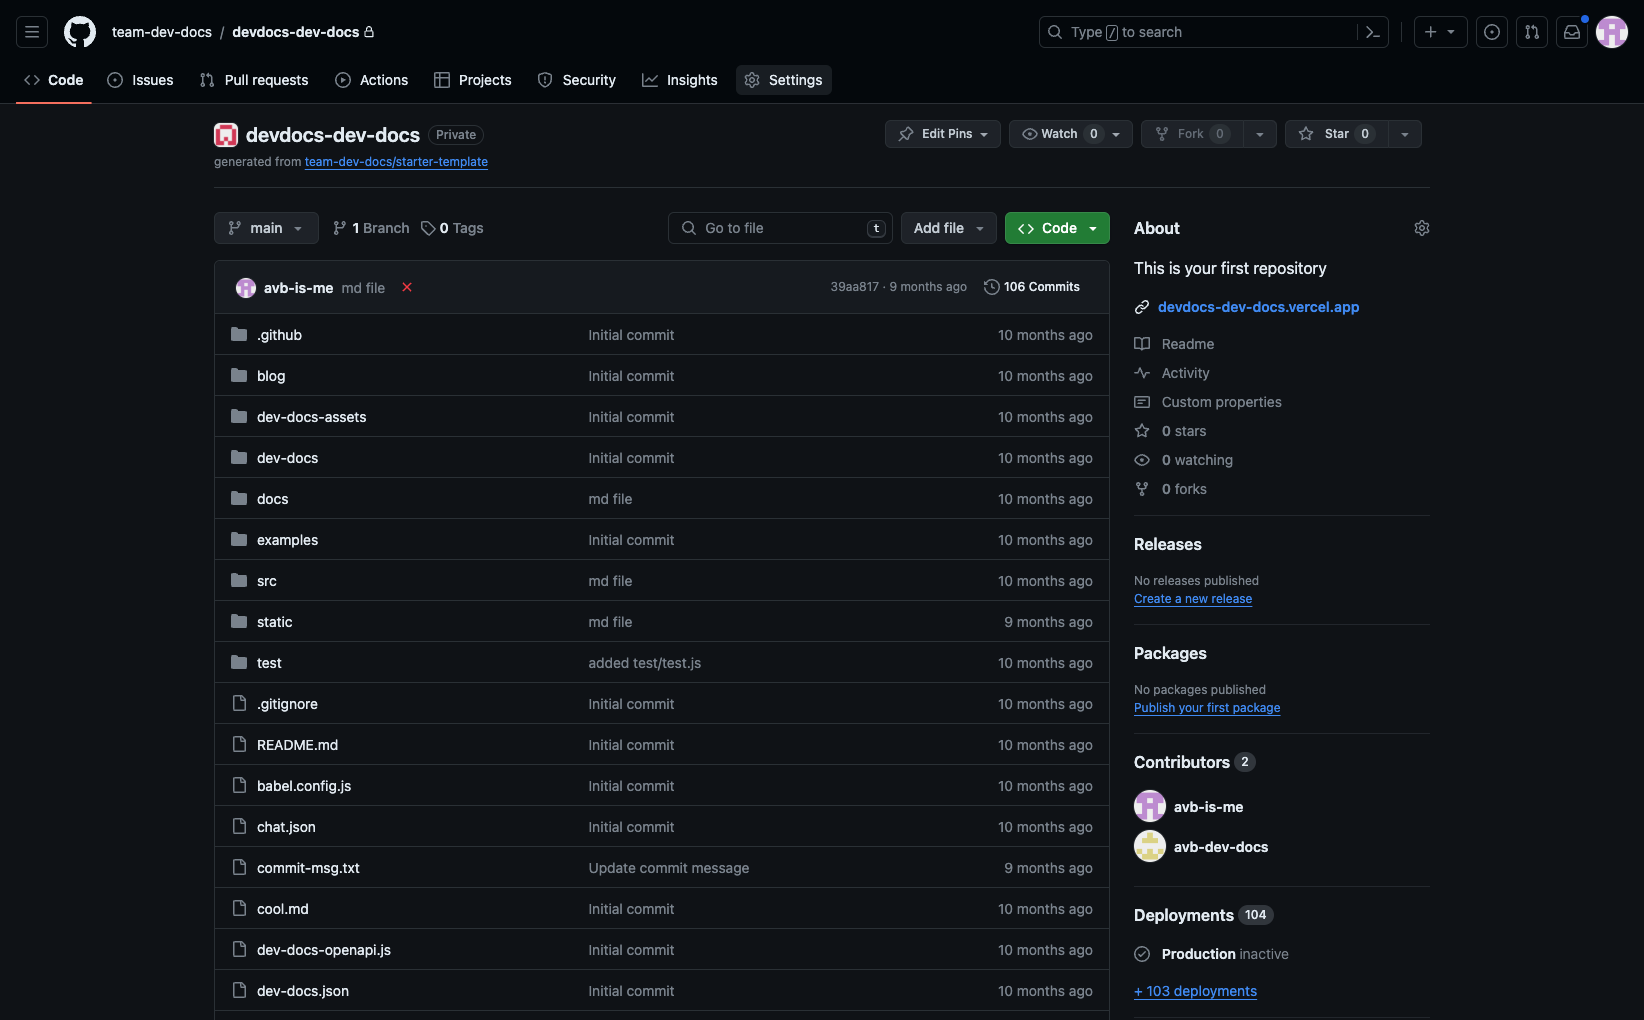 team-dev-docs / devdocs-dev-docs
Type / to search
Code
Issues
Pull requests
Actions
Projects
Security
Insights
Settings
devdocs-dev-docs Private
Edit Pins
Watch 0
Fork 0
Star 0
generated from team-dev-docs/starter-template
main
1 Branch
0 Tags
Go to file t
Add file
Code
avb-is-me md file
39aa817 · 9 months ago
106 Commits
.github Initial commit 10 months ago
blog Initial commit 10 months ago
dev-docs-assets Initial commit 10 months ago
dev-docs Initial commit 10 months ago
docs md file 10 months ago
examples Initial commit 10 months ago
src md file 10 months ago
static md file 9 months ago
test added test/test.js 10 months ago
.gitignore Initial commit 10 months ago
README.md Initial commit 10 months ago
babel.config.js Initial commit 10 months ago
chat.json Initial commit 10 months ago
commit-msg.txt Update commit message 9 months ago
cool.md Initial commit 10 months ago
dev-docs-openapi.js Initial commit 10 months ago
dev-docs.json Initial commit 10 months ago
About
This is your first repository
devdocs-dev-docs.vercel.app
Readme
Activity
Custom properties
0 stars
0 watching
0 forks
Releases
No releases published
Create a new release
Packages
No packages published
Publish your first package
Contributors 2
avb-is-me
avb-dev-docs
Deployments 104
Production inactive
+ 103 deployments